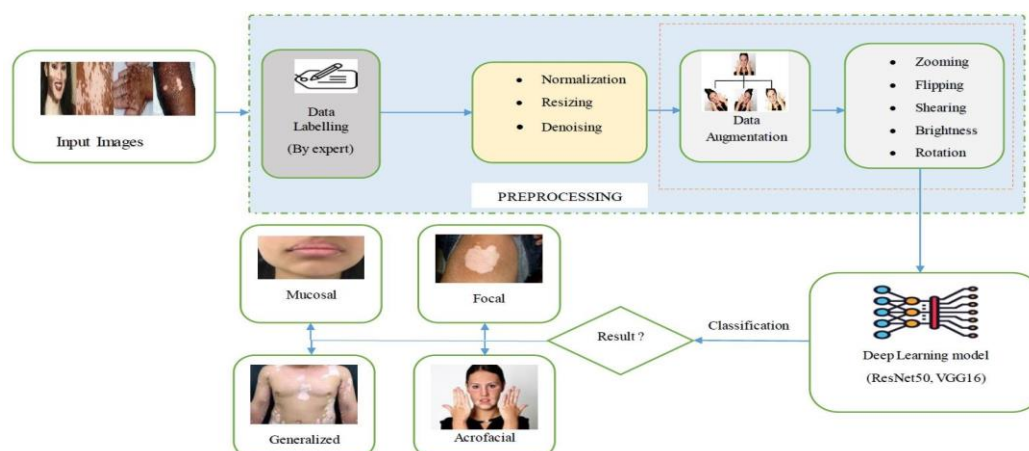 Input Images
Data
Labelling
(By expert)
Normalization
Resizing
Denoising
Data
Augmentation
Zooming
Flipping
Shearing
Brightness
Rotation
PREPROCESSING
Mucosal
Focal
Result ?
Classification
Deep Learning model
(ResNet50, VGG16)
Generalized
Acrofacial